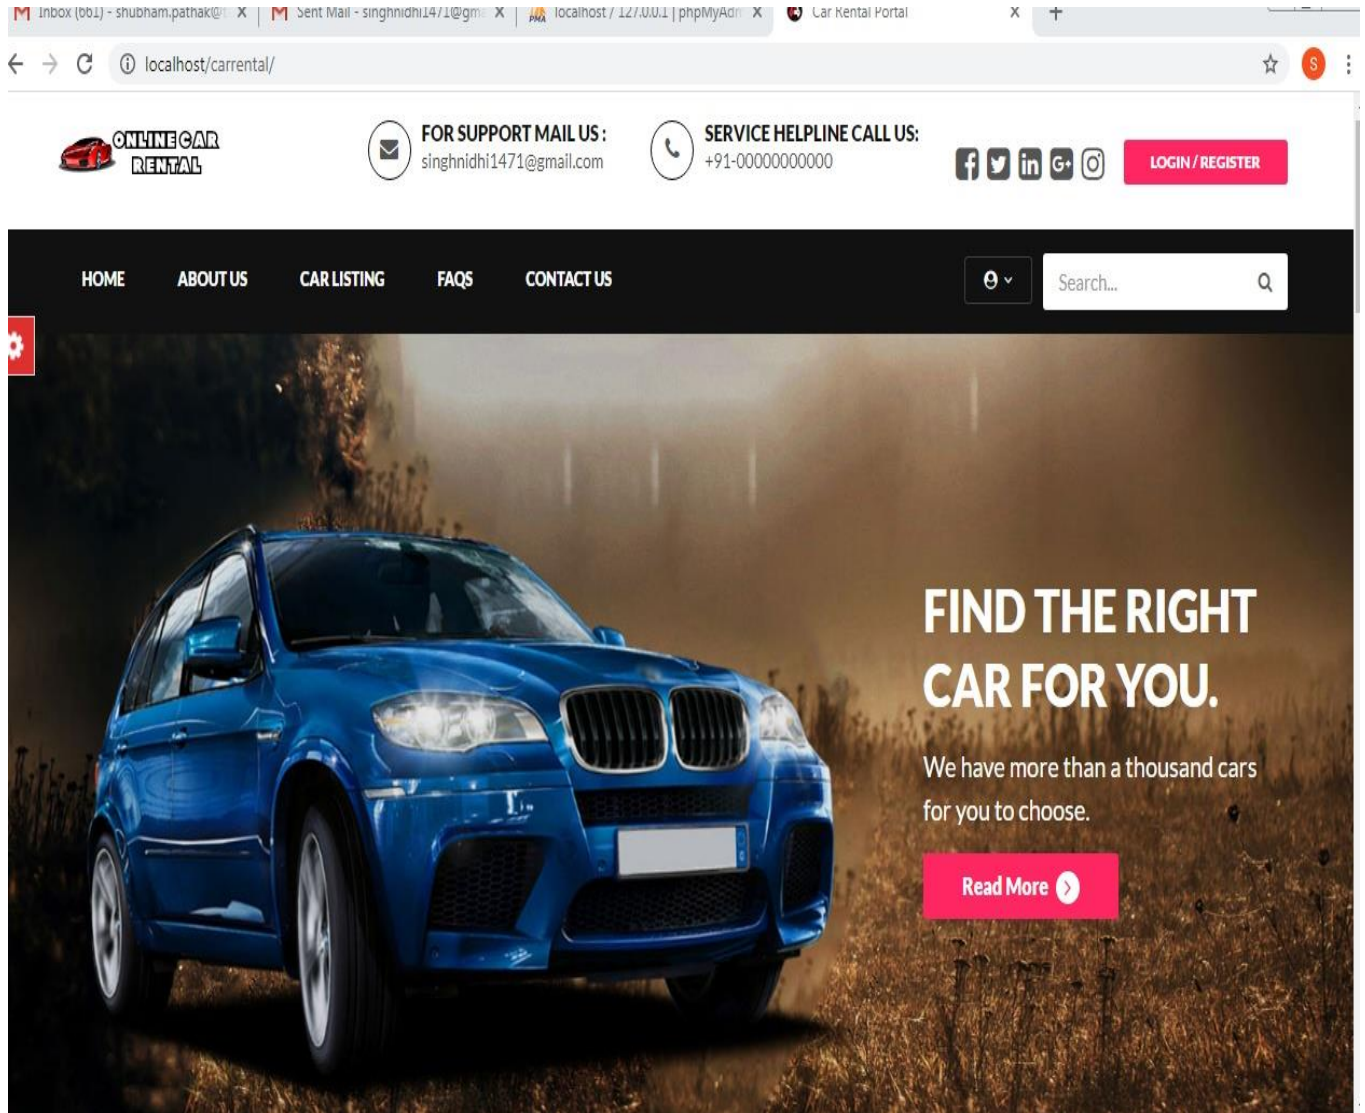 Inbox (661) - shubham.pathak@t
Sent Mail - singhnidhi1471@gma
localhost / 127.0.0.1 | phpMyAdm
Car Rental Portal
localhost/carrental/
S
ONLINE CAR
RENTAL
FOR SUPPORT MAIL US :
singhnidhi1471@gmail.com
SERVICE HELPLINE CALL US:
+91-00000000000
LOGIN / REGISTER
HOME
ABOUT US
CAR LISTING
FAQS
CONTACT US
Search...
FIND THE RIGHT
CAR FOR YOU.
We have more than a thousand cars
for you to choose.
Read More